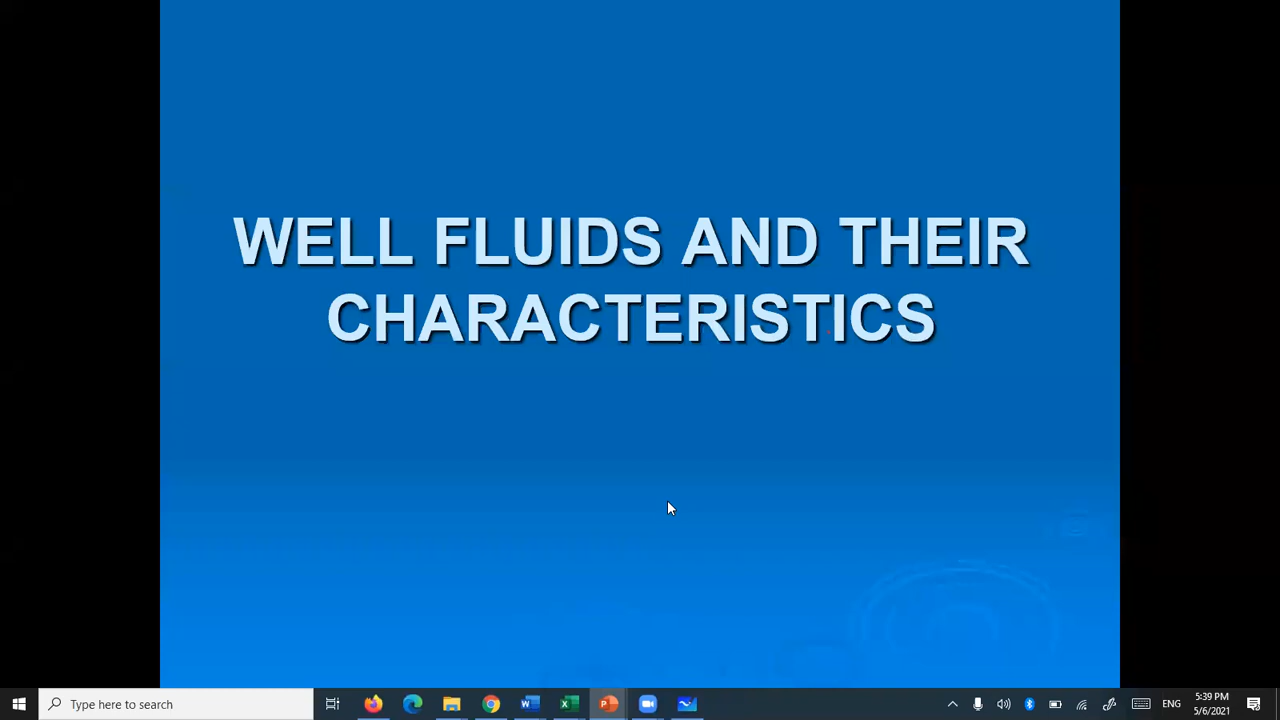 WELL FLUIDS AND THEIR
CHARACTERISTICS
Type here to search
ENG
5:39 PM
5/6/2021